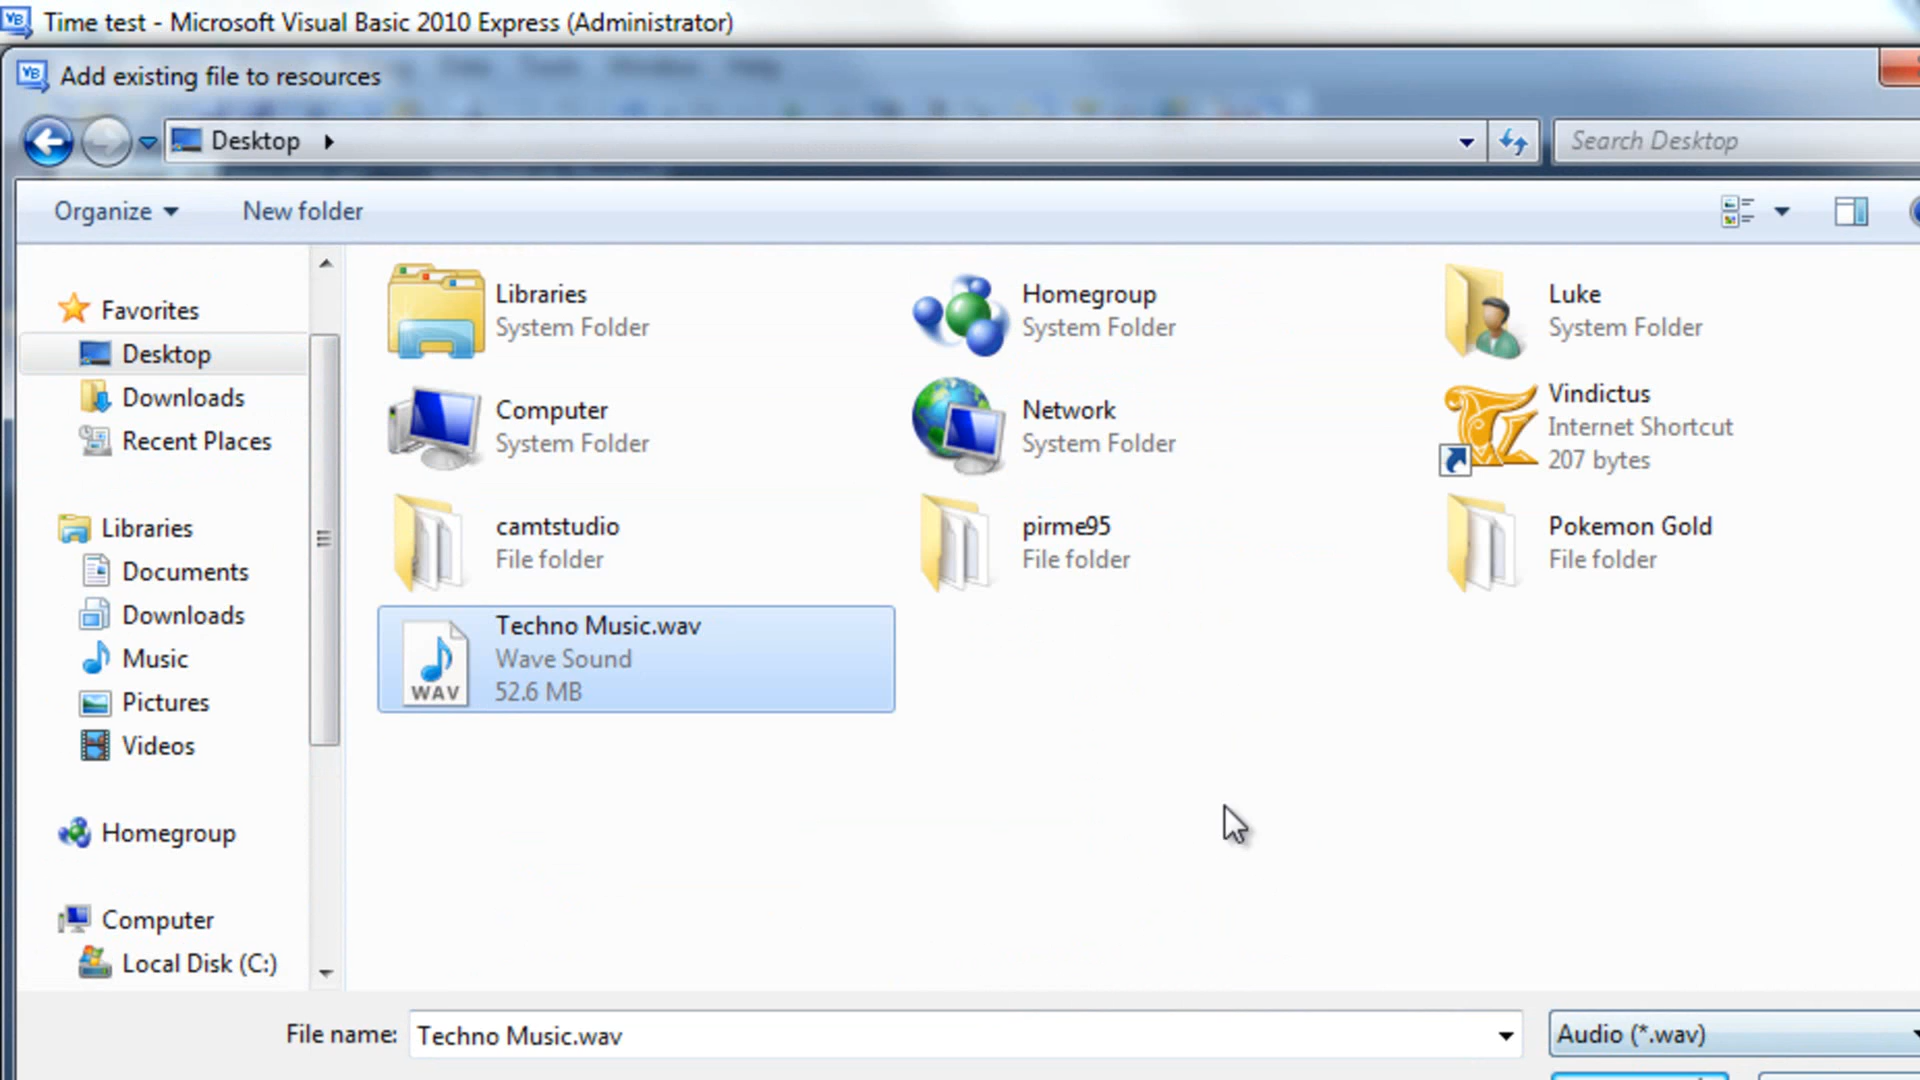 Time test - Microsoft Visual Basic 2010 Express (Administrator)
Add existing file to resources
Desktop
Search Desktop
Organize
New folder
Favorites
Desktop
Downloads
Recent Places
Libraries
Documents
Downloads
Music
Pictures
Videos
Homegroup
Computer
Local Disk (C:)
Libraries
System Folder
Homegroup
System Folder
Luke
System Folder
Computer
System Folder
Network
System Folder
Vindictus
Internet Shortcut
207 bytes
camtstudio
File folder
pirme95
File folder
Pokemon Gold
File folder
WAV
Techno Music.wav
Wave Sound
52.6 MB
File name:
Techno Music.wav
Audio (*.wav)